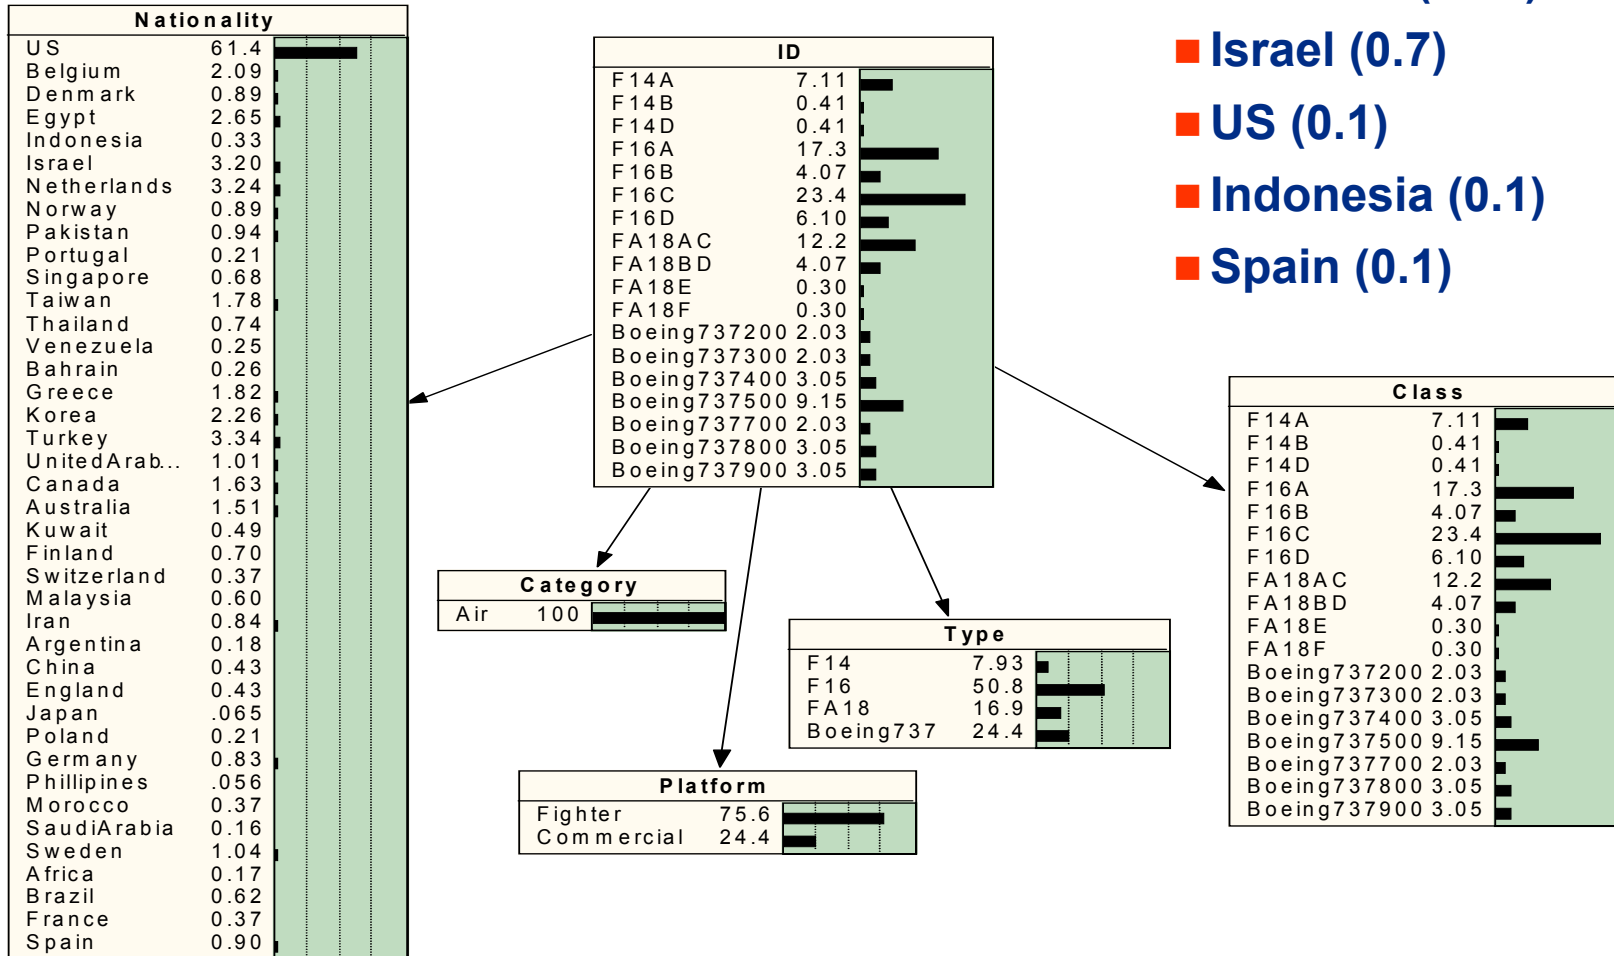 Nationality
US 61.4
Belgium 2.09
Denmark 0.89
Egypt 2.65
Indonesia 0.33
Israel 3.20
Netherlands 3.24
Norway 0.89
Pakistan 0.94
Portugal 0.21
Singapore 0.68
Taiwan 1.78
Thailand 0.74
Venezuela 0.25
Bahrain 0.26
Greece 1.82
Korea 2.26
Turkey 3.34
UnitedArab... 1.01
Canada 1.63
Australia 1.51
Kuwait 0.49
Finland 0.70
Switzerland 0.37
Malaysia 0.60
Iran 0.84
Argentina 0.18
China 0.43
England 0.43
Japan .065
Poland 0.21
Germany 0.83
Phillipines .056
Morocco 0.37
SaudiArabia 0.16
Sweden 1.04
Africa 0.17
Brazil 0.62
France 0.37
Spain 0.90
ID
F14A 7.11
F14B 0.41
F14D 0.41
F16A 17.3
F16B 4.07
F16C 23.4
F16D 6.10
FA18AC 12.2
FA18BD 4.07
FA18E 0.30
FA18F 0.30
Boeing737200 2.03
Boeing737300 2.03
Boeing737400 3.05
Boeing737500 9.15
Boeing737700 2.03
Boeing737800 3.05
Boeing737900 3.05
Israel (0.7)
US (0.1)
Indonesia (0.1)
Spain (0.1)
Category
Air 100
Platform
Fighter 75.6
Commercial 24.4
Type
F14 7.93
F16 50.8
FA18 16.9
Boeing737 24.4
Class
F14A 7.11
F14B 0.41
F14D 0.41
F16A 17.3
F16B 4.07
F16C 23.4
F16D 6.10
FA18AC 12.2
FA18BD 4.07
FA18E 0.30
FA18F 0.30
Boeing737200 2.03
Boeing737300 2.03
Boeing737400 3.05
Boeing737500 9.15
Boeing737700 2.03
Boeing737800 3.05
Boeing737900 3.05